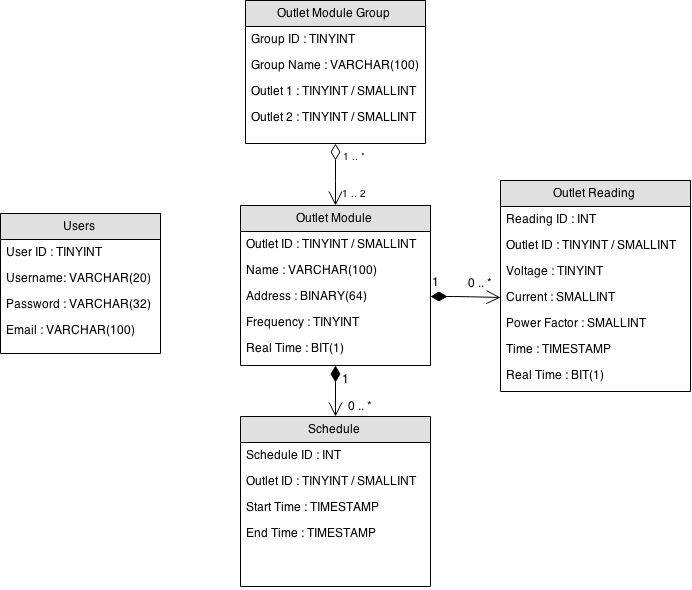 Outlet Module Group
Group ID : TINYINT
Group Name : VARCHAR(100)
Outlet 1 : TINYINT / SMALLINT
Outlet 2 : TINYINT / SMALLINT
1 .. *
1 .. 2
Users
User ID : TINYINT
Username: VARCHAR(20)
Password : VARCHAR(32)
Email : VARCHAR(100)
Outlet Module
Outlet ID : TINYINT / SMALLINT
Name : VARCHAR(100)
Address : BINARY(64)
Frequency : TINYINT
Real Time : BIT(1)
1
0 .. *
Outlet Reading
Reading ID : INT
Outlet ID : TINYINT / SMALLINT
Voltage : TINYINT
Current : SMALLINT
Power Factor : SMALLINT
Time : TIMESTAMP
Real Time : BIT(1)
1
0 .. *
Schedule
Schedule ID : INT
Outlet ID : TINYINT / SMALLINT
Start Time : TIMESTAMP
End Time : TIMESTAMP